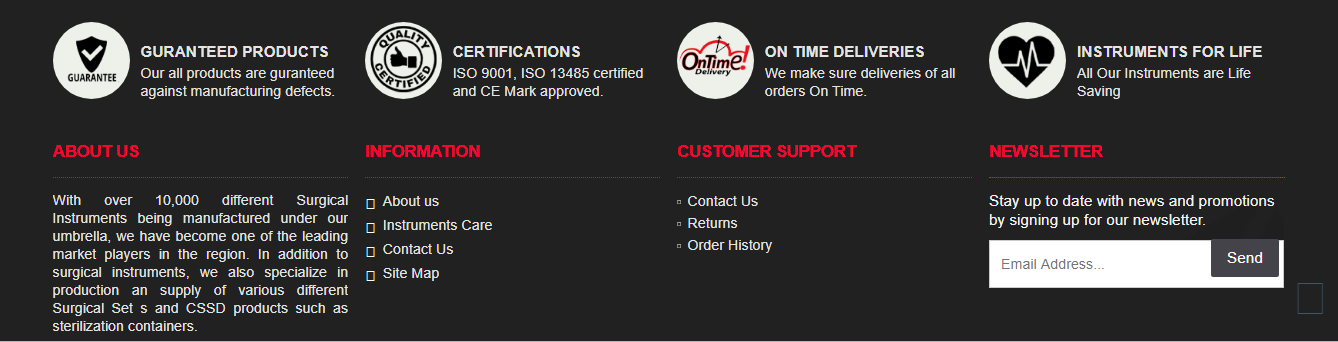 GUARANTEE
GURANTEED PRODUCTS
Our all products are guranteed
against manufacturing defects.
QUALITY
CERTIFIED
CERTIFICATIONS
ISO 9001, ISO 13485 certified
and CE Mark approved.
OnTime!
Delivery
ON TIME DELIVERIES
We make sure deliveries of all
orders On Time.
INSTRUMENTS FOR LIFE
All Our Instruments are Life
Saving
ABOUT US
With over 10,000 different Surgical
Instruments being manufactured under our
umbrella, we have become one of the leading
market players in the region. In addition to
surgical instruments, we also specialize in
production an supply of various different
Surgical Set s and CSSD products such as
sterilization containers.
INFORMATION
About us
Instruments Care
Contact Us
Site Map
CUSTOMER SUPPORT
Contact Us
Returns
Order History
NEWSLETTER
Stay up to date with news and promotions
by signing up for our newsletter.
Email Address...
Send